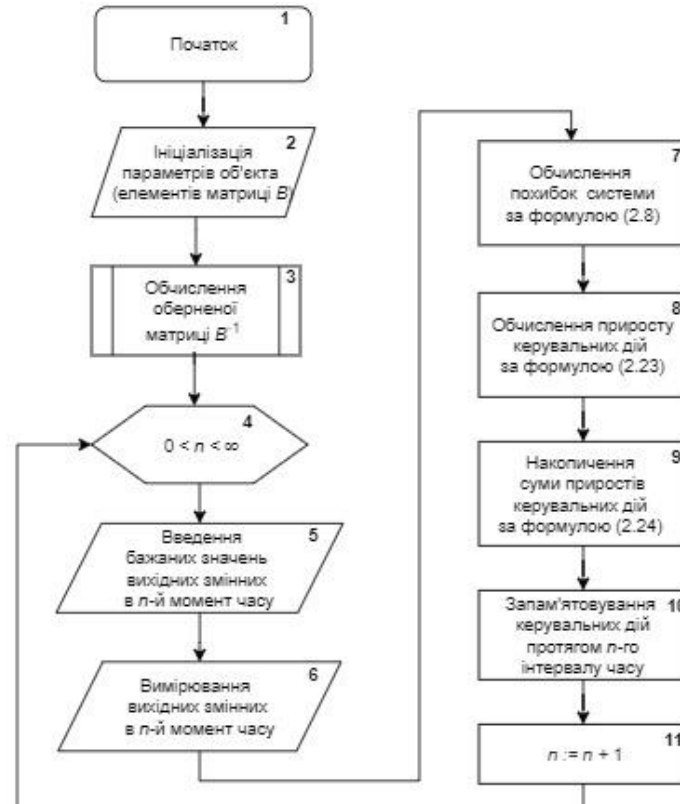 1
Початок
2
Ініціалізація
параметрів об'єкта
(елементів матриці B)
3
Обчислення
оберненої
матриці B⁻¹
4
0 < n < ∞
5
Введення
бажаних значень
вихідних змінних
в n-й момент часу
6
Вимірювання
вихідних змінних
в n-й момент часу
7
Обчислення
похибок системи
за формулою (2.8)
8
Обчислення приросту
керувальних дій
за формулою (2.23)
9
Накопичення
суми приростів
керувальних дій
за формулою (2.24)
10
Запам'ятовування
керувальних дій
протягом n-го
інтервалу часу
11
n := n + 1